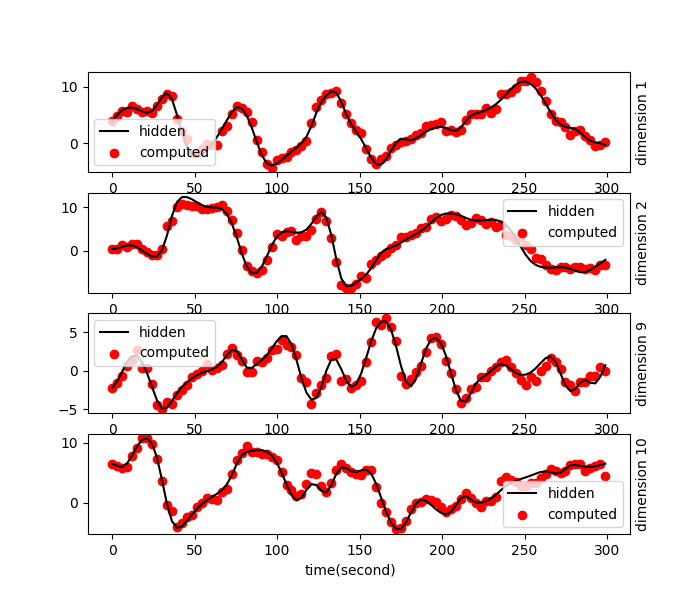 10
0
hidden
computed
dimension 1
0 50 100 150 200 250 300
10
0
hidden
computed
dimension 2
0 50 100 150 200 250 300
5
0
−5
hidden
computed
dimension 9
0 50 100 150 200 250 300
10
0
hidden
computed
dimension 10
0 50 100 150 200 250 300
time(second)